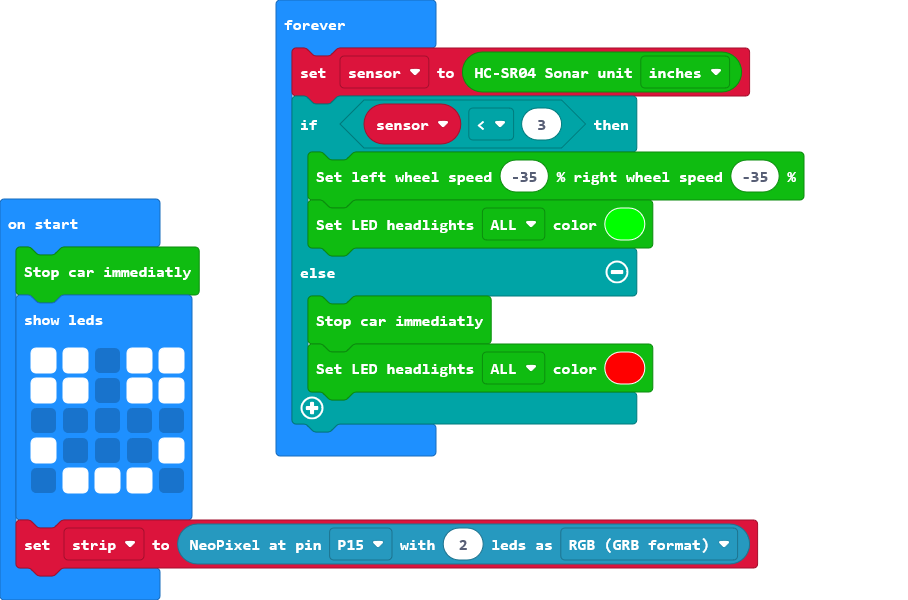 forever
set sensor to HC-SR04 Sonar unit inches
if sensor < 3 then
Set left wheel speed -35 % right wheel speed -35 %
Set LED headlights ALL color
else
Stop car immediatly
Set LED headlights ALL color
on start
Stop car immediatly
show leds
set strip to NeoPixel at pin P15 with 2 leds as RGB (GRB format)